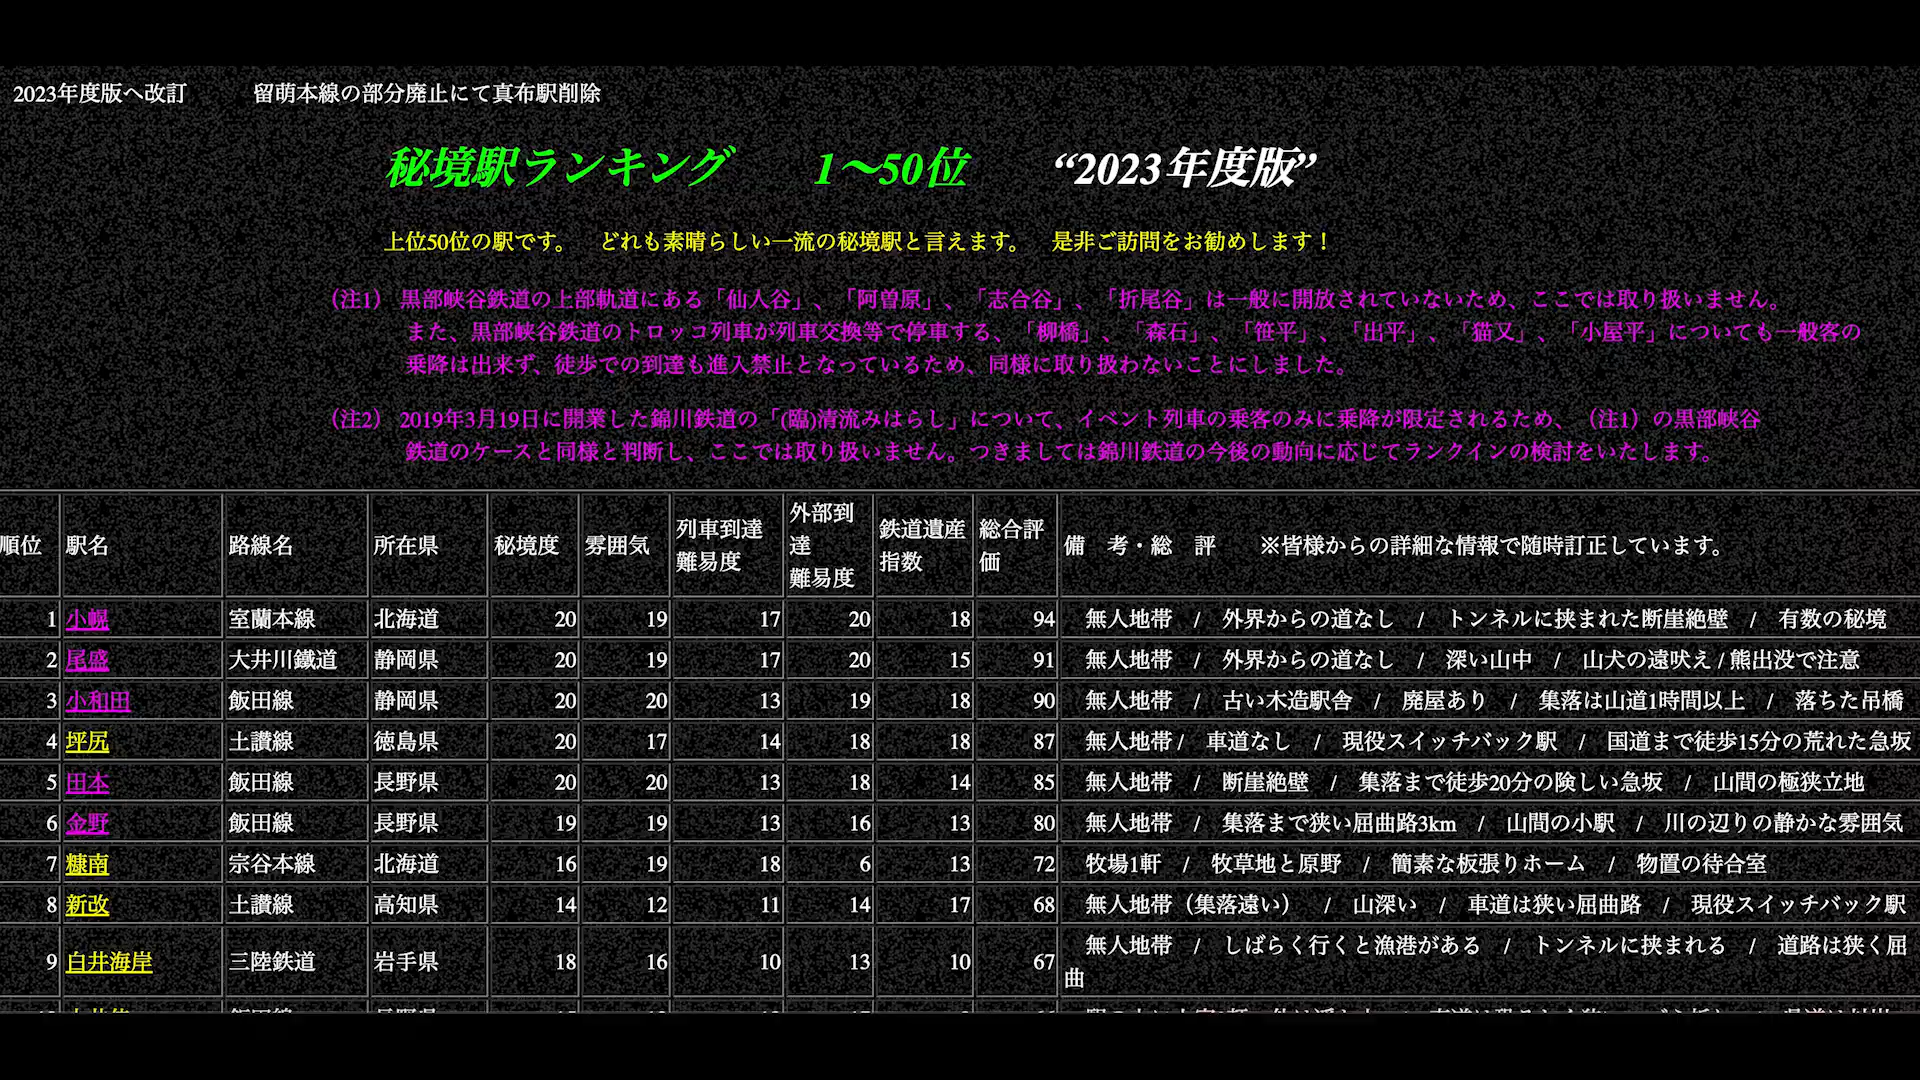 2023年度版へ改訂　　　留萌本線の部分廃止にて真布駅削除
秘境駅ランキング　　1～50位　　“2023年度版”
上位50位の駅です。　どれも素晴らしい一流の秘境駅と言えます。　是非ご訪問をお勧めします！
（注1） 黒部峡谷鉄道の上部軌道にある「仙人谷」、「阿曽原」、「志合谷」、「折尾谷」は一般に開放されていないため、ここでは取り扱いません。
また、黒部峡谷鉄道のトロッコ列車が列車交換等で停車する、「柳橋」、「森石」、「笹平」、「出平」、「猫又」、「小屋平」についても一般客の
乗降は出来ず、徒歩での到達も進入禁止となっているため、同様に取り扱わないことにしました。
（注2） 2019年3月19日に開業した錦川鉄道の「(臨)清流みはらし」について、イベント列車の乗客のみに乗降が限定されるため、（注1）の黒部峡谷
鉄道のケースと同様と判断し、ここでは取り扱いません。つきましては錦川鉄道の今後の動向に応じてランクインの検討をいたします。
順位 駅名 路線名 所在県 秘境度 雰囲気 列車到達難易度 外部到達難易度 鉄道遺産指数 総合評価 備　考・総　評　　※皆様からの詳細な情報で随時訂正しています。
1 小幌 室蘭本線 北海道 20 19 17 20 18 94 無人地帯　/　外界からの道なし　/　トンネルに挟まれた断崖絶壁　/　有数の秘境
2 尾盛 大井川鐵道 静岡県 20 19 17 20 15 91 無人地帯　/　外界からの道なし　/　深い山中　/　山犬の遠吠え / 熊出没で注意
3 小和田 飯田線 静岡県 20 20 13 19 18 90 無人地帯　/　古い木造駅舎　/　廃屋あり　/　集落は山道1時間以上　/　落ちた吊橋
4 坪尻 土讃線 徳島県 20 17 14 18 18 87 無人地帯 /　車道なし　/　現役スイッチバック駅　/　国道まで徒歩15分の荒れた急坂
5 田本 飯田線 長野県 20 20 13 18 14 85 無人地帯　/　断崖絶壁　/　集落まで徒歩20分の険しい急坂　/　山間の極狭立地
6 金野 飯田線 長野県 19 19 13 16 13 80 無人地帯　/　集落まで狭い屈曲路3km　/　山間の小駅　/　川の辺りの静かな雰囲気
7 糠南 宗谷本線 北海道 16 19 18 6 13 72 牧場1軒　/　牧草地と原野　/　簡素な板張りホーム　/　物置の待合室
8 新改 土讃線 高知県 14 12 11 14 17 68 無人地帯（集落遠い）　/　山深い　/　車道は狭い屈曲路　/　現役スイッチバック駅
9 白井海岸 三陸鉄道 岩手県 18 16 10 13 10 67 無人地帯　/　しばらく行くと漁港がある　/　トンネルに挟まれる　/　道路は狭く屈
曲